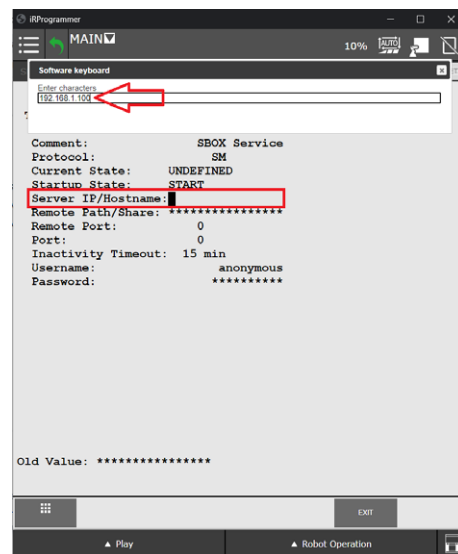 iRProgrammer
MAIN
10%
AUTO
Software keyboard
Enter characters
192.168.1.100
Comment: SBOX Service
Protocol: SM
Current State: UNDEFINED
Startup State: START
Server IP/Hostname:
Remote Path/Share: ****************
Remote Port: 0
Port: 0
Inactivity Timeout: 15 min
Username: anonymous
Password: **********
Old Value: ****************
EXIT
▲ Play
▲ Robot Operation